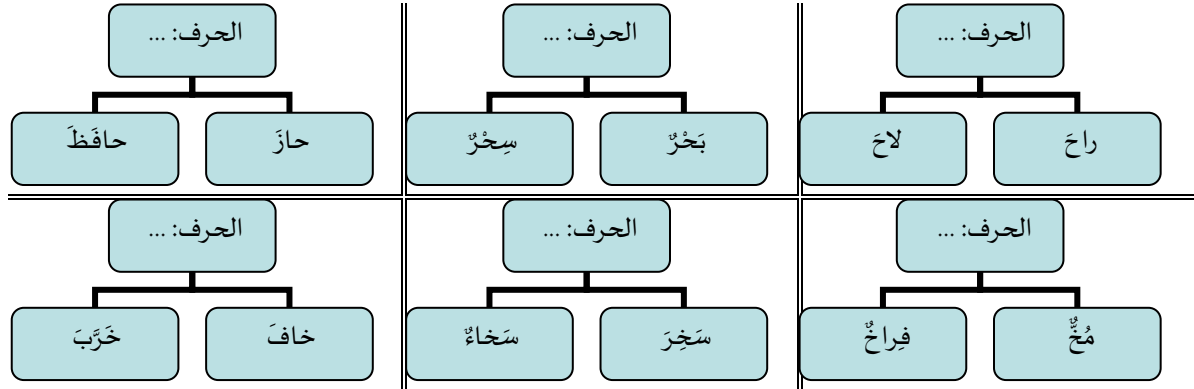 الحرف: ...
راحَ
لاحَ
الحرف: ...
بَحْرٌ
سِحْرٌ
الحرف: ...
حازَ
حافَظَ
الحرف: ...
مُخٌّ
فِراخٌ
الحرف: ...
سَخِرَ
سَخاءٌ
الحرف: ...
خافَ
خَرَّبَ